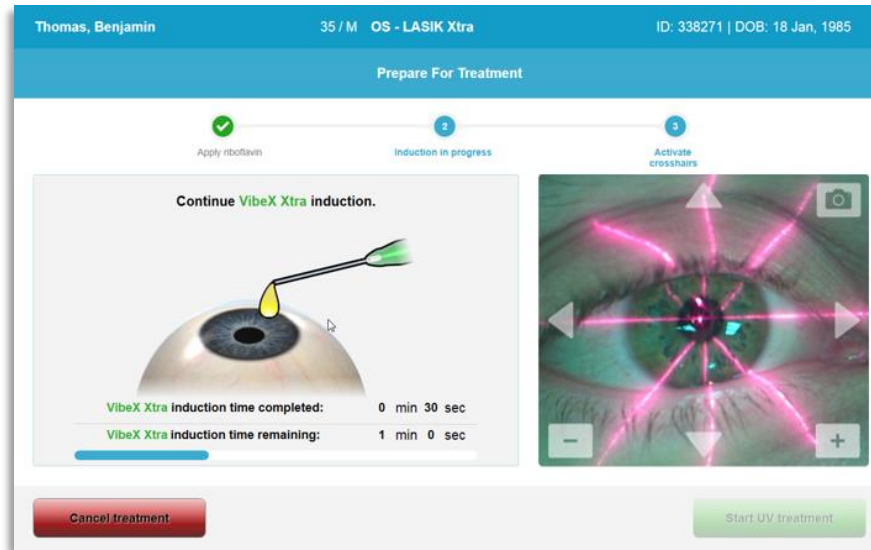 Thomas, Benjamin 35 / M OS - LASIK Xtra ID: 338271 | DOB: 18 Jan, 1985
Prepare For Treatment
2 3
Apply riboflavin Induction in progress Activate
crosshairs
Continue VibeX Xtra induction.
VibeX Xtra induction time completed: 0 min 30 sec
VibeX Xtra induction time remaining: 1 min 0 sec
Cancel treatment Start UV treatment